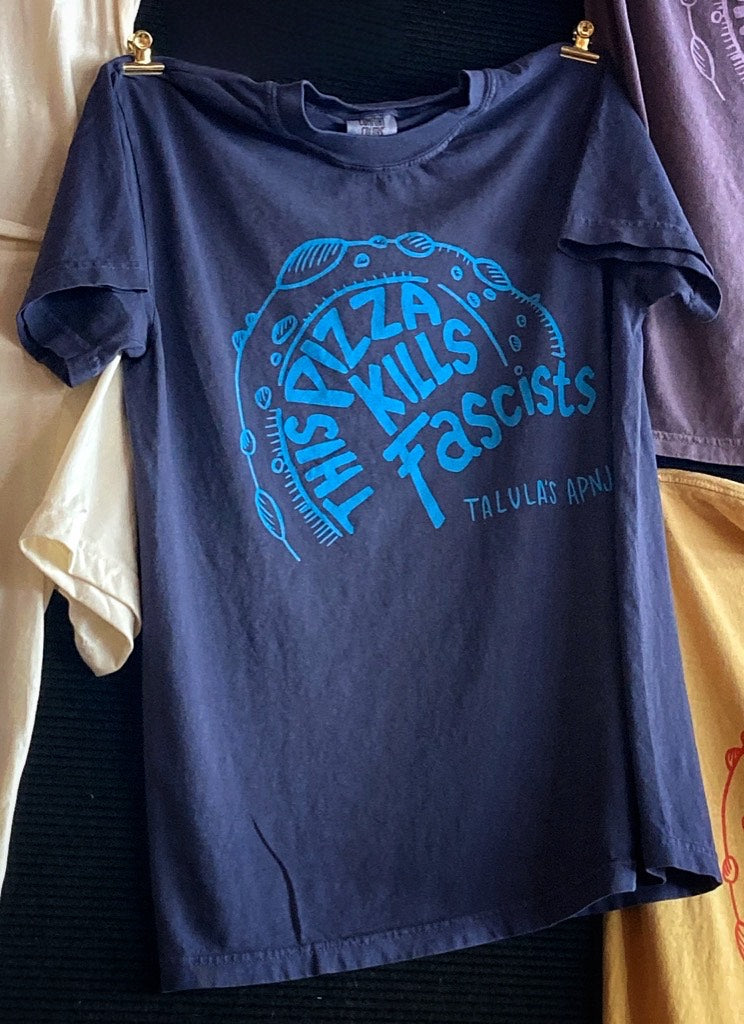 THIS PIZZA
KILLS
Fascists
TALULA'S APNJ